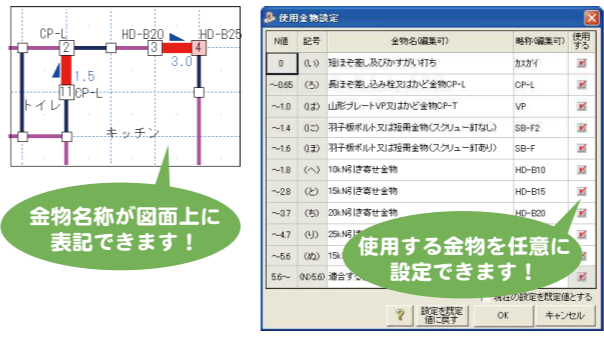 CP-L
HD-B20
HD-B25
2
3
4
3.0
1.5
11
CP-L
トイレ
キッチン
金物名称が図面上に
表記できます！
使用金物設定
N値 記号 金物名(編集可) 略称(編集可) 使用する
0 (い) 短ほぞ差し及びかすがい打ち カスガイ
～0.65 (ろ) 長ほぞ差し込み栓又はかど金物CP-L CP-L
～1.0 (は) 山形プレートVP又はかど金物CP-T VP
～1.4 (に) 羽子板ボルト又は短冊金物(スクリュー釘なし) SB-F2
～1.6 (ほ) 羽子板ボルト又は短冊金物(スクリュー釘あり) SB-F
～1.8 (へ) 10kN引き寄せ金物 HD-B10
～2.8 (と) 15kN引き寄せ金物 HD-B15
～3.7 (ち) 20kN引き寄せ金物 HD-B20
～4.7 (り) 25kN引
～5.6 (ぬ) 15k
5.6～ (N>5.6) 適合す
使用する金物を任意に
設定できます！
現在の設定を既定値とする
? 設定を既定値に戻す OK キャンセル